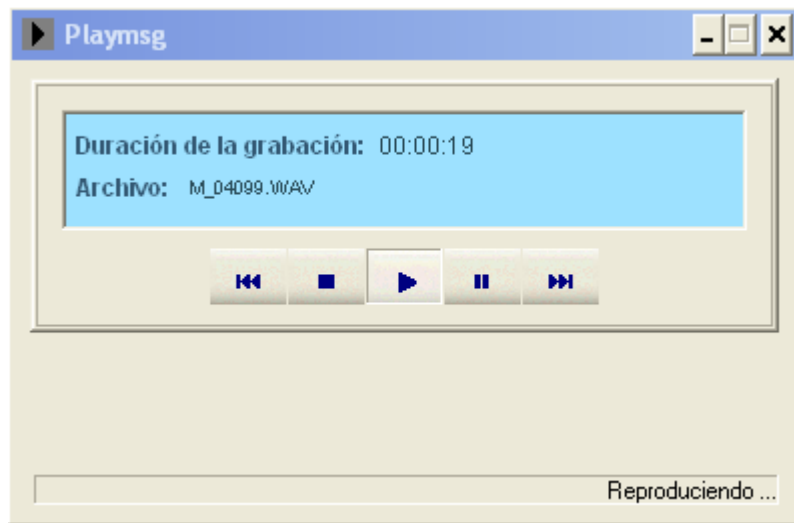 Playmsg
Duración de la grabación: 00:00:19
Archivo: M_04099.WAV
Reproduciendo ...